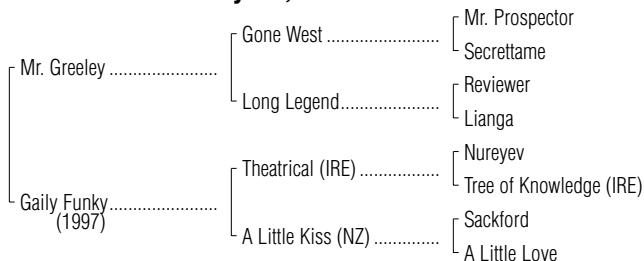 Mr. Prospector
Gone West ....................
Secrettame
Mr. Greeley ....................
Reviewer
Long Legend....................
Lianga
Nureyev
Theatrical (IRE) ................
Tree of Knowledge (IRE)
Gaily Funky....................
(1997)
Sackford
A Little Kiss (NZ) .............
A Little Love